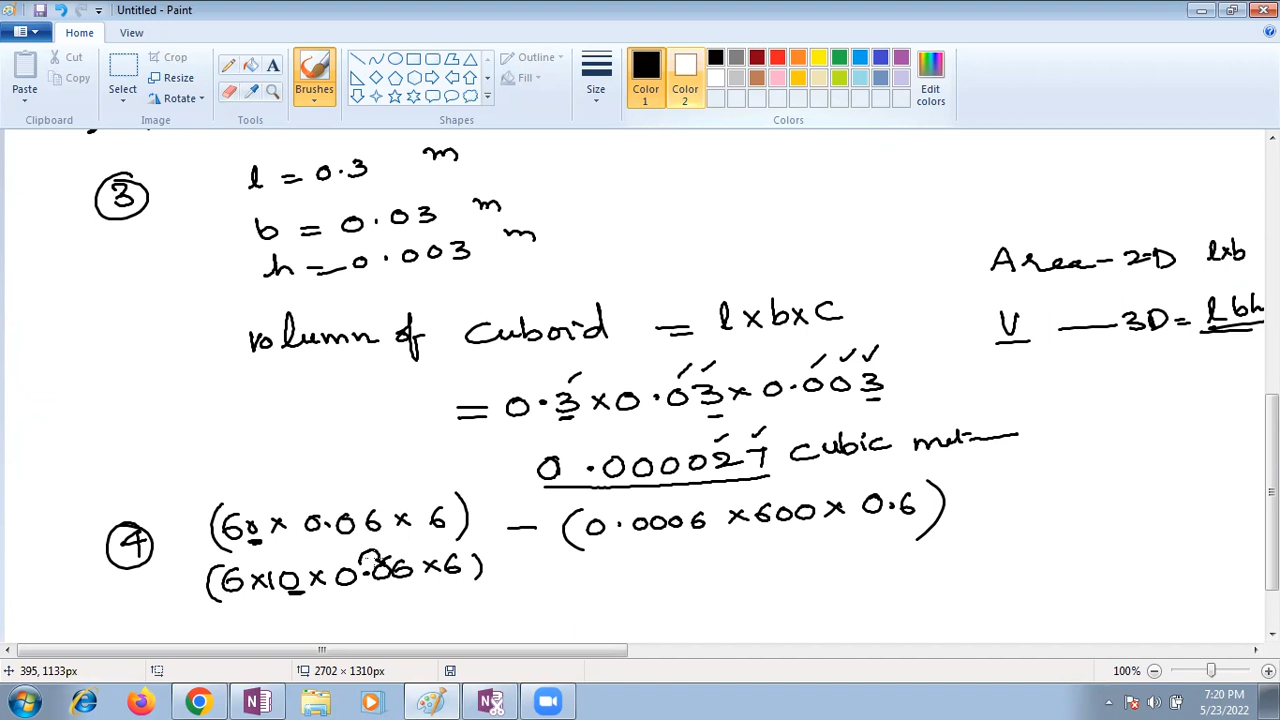 Untitled - Paint
Home View
Paste Cut Copy
Select Crop Resize Rotate
Brushes
Outline Fill
Size
Color 1 Color 2
Edit colors
Clipboard Image Tools Shapes Colors
3
l = 0.3 m
b = 0.03 m
h = 0.003 m
Area - 2D l×b
volumn of Cuboid = l×b×C
V — 3D = lbh
= 0.3 × 0.03 × 0.003
0.000027 cubic met
4
(60 × 0.06 × 6) - (0.0006 × 600 × 0.6)
(6×10 × 0.06 × 6)
395, 1133px 2702 × 1310px 100%
7:20 PM
5/23/2022